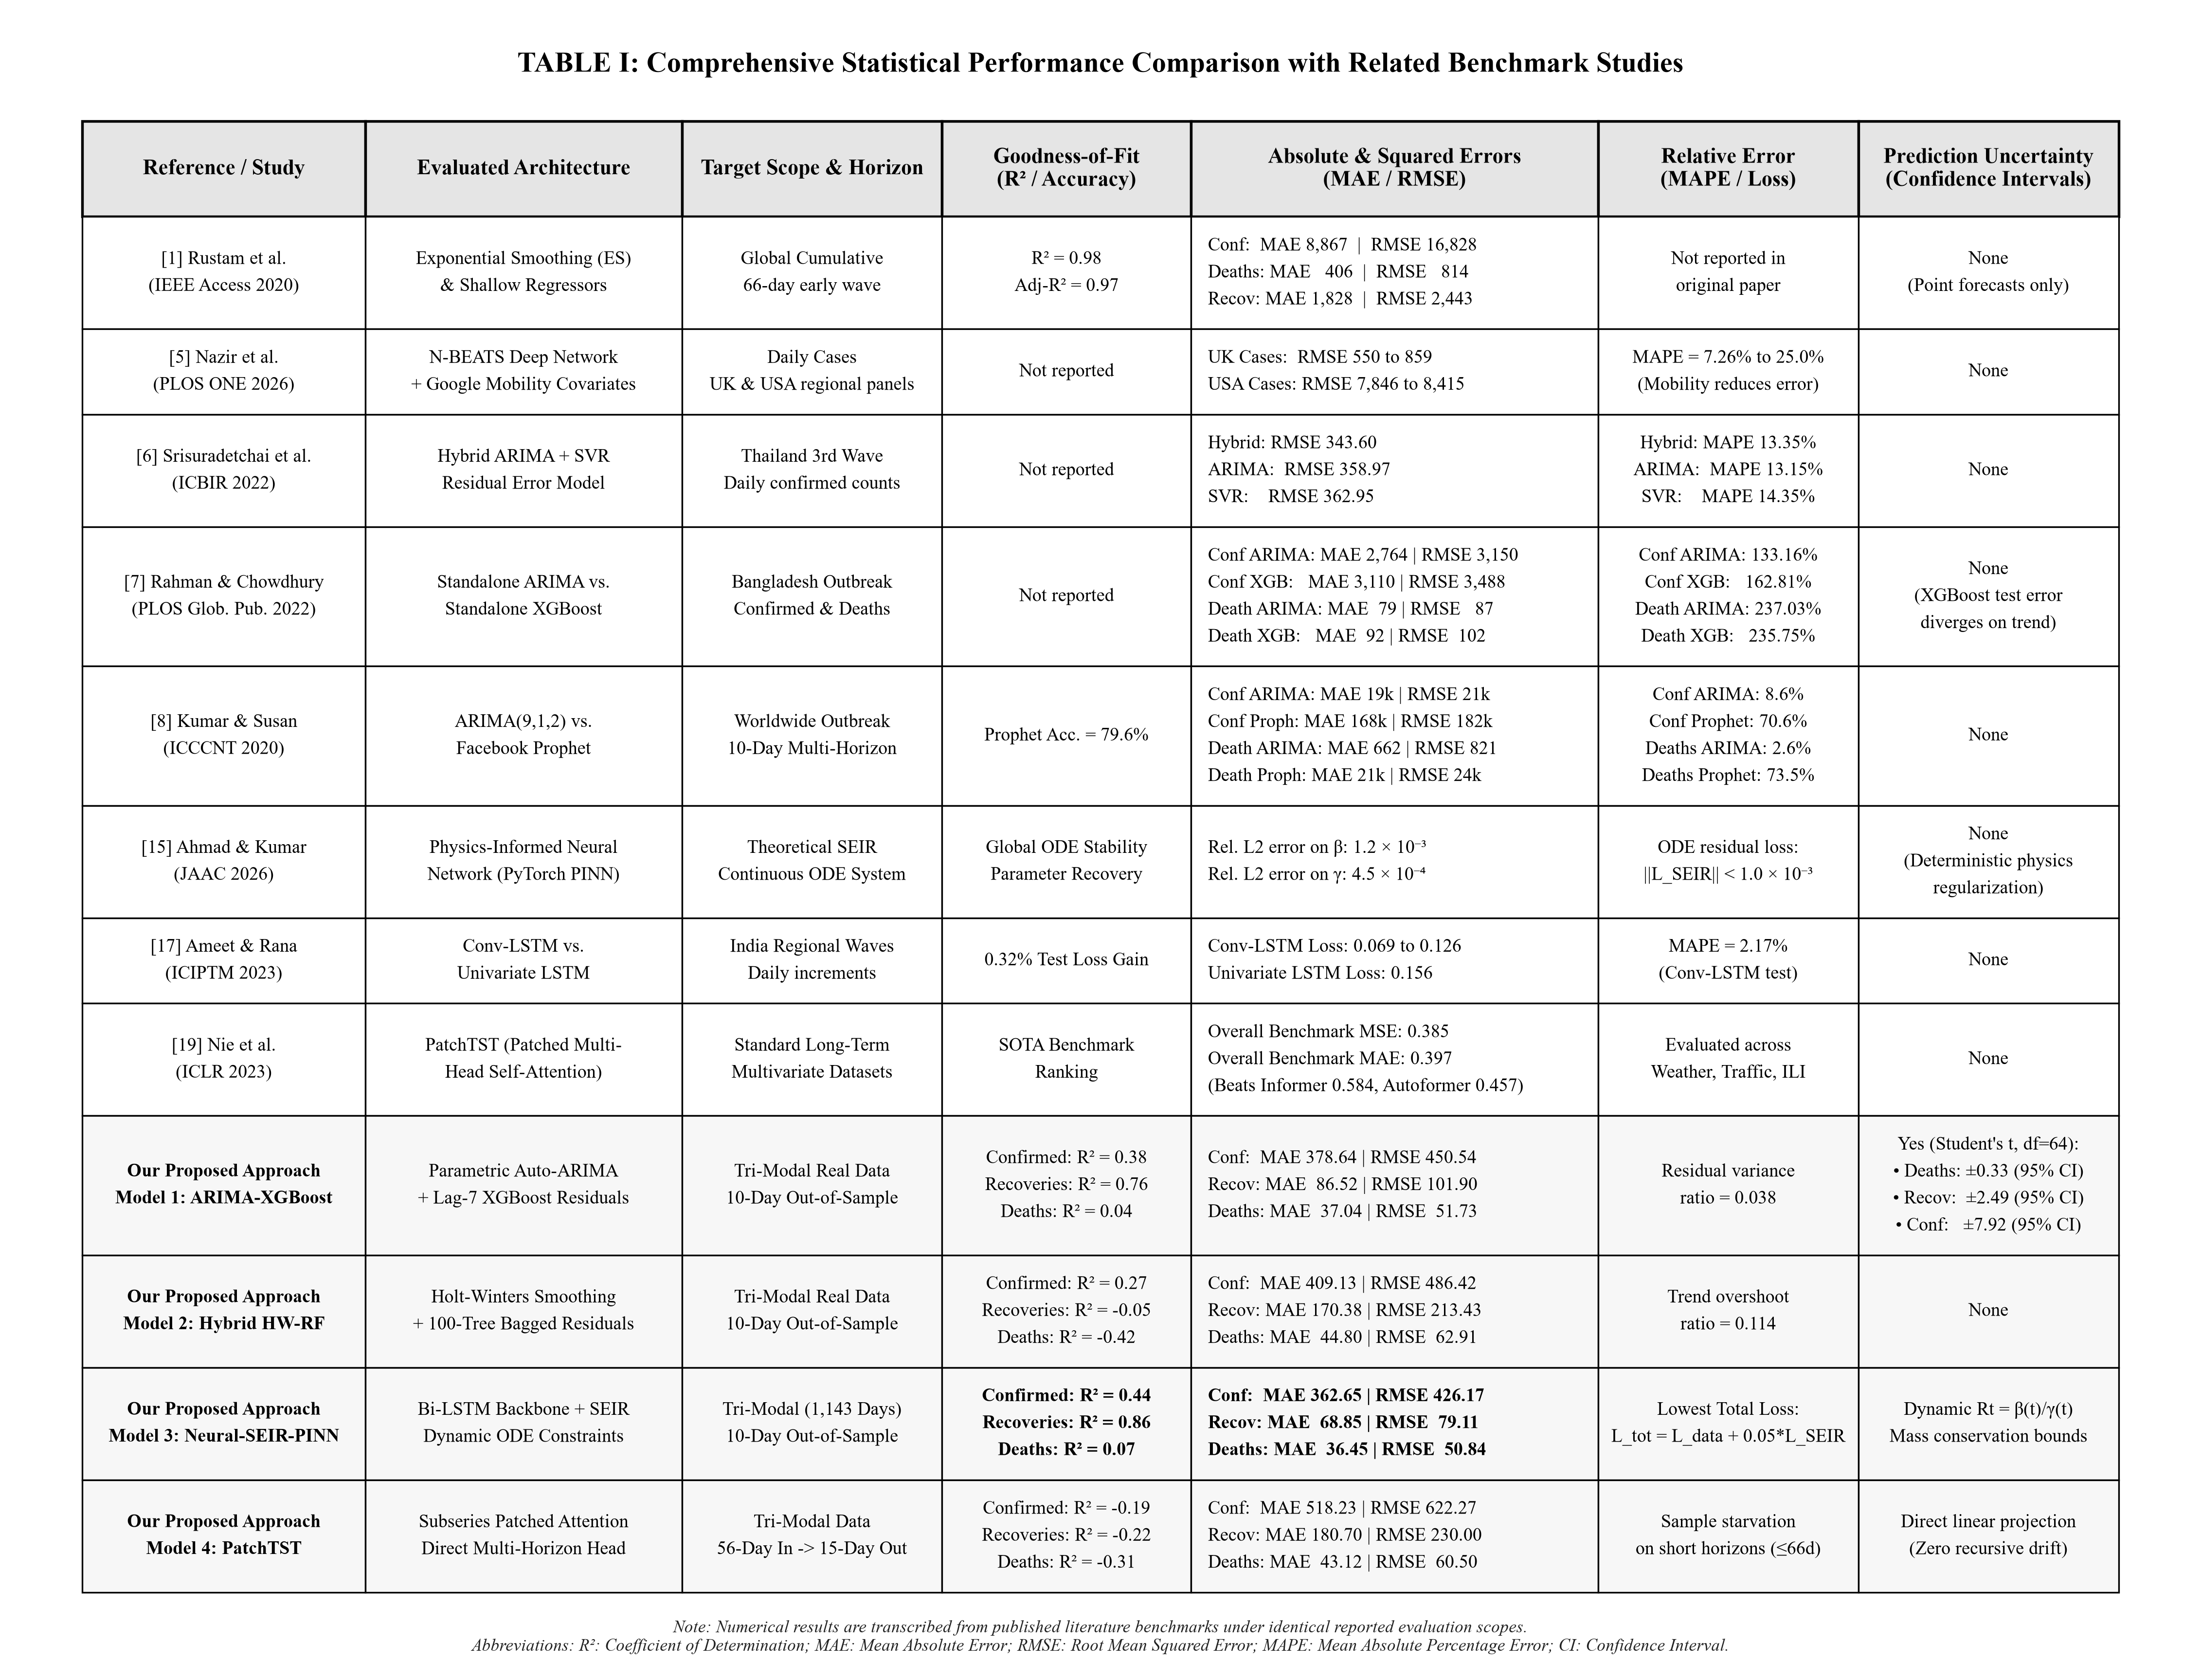 TABLE I: Comprehensive Statistical Performance Comparison with Related Benchmark Studies
Reference / Study
Evaluated Architecture
Target Scope & Horizon
Goodness-of-Fit
(R² / Accuracy)
Absolute & Squared Errors
(MAE / RMSE)
Relative Error
(MAPE / Loss)
Prediction Uncertainty
(Confidence Intervals)
[1] Rustam et al.
(IEEE Access 2020)
Exponential Smoothing (ES)
& Shallow Regressors
Global Cumulative
66-day early wave
R² = 0.98
Adj-R² = 0.97
Conf:  MAE 8,867  |  RMSE 16,828
Deaths: MAE   406  |  RMSE   814
Recov: MAE 1,828  |  RMSE 2,443
Not reported in
original paper
None
(Point forecasts only)
[5] Nazir et al.
(PLOS ONE 2026)
N-BEATS Deep Network
+ Google Mobility Covariates
Daily Cases
UK & USA regional panels
Not reported
UK Cases:  RMSE 550 to 859
USA Cases: RMSE 7,846 to 8,415
MAPE = 7.26% to 25.0%
(Mobility reduces error)
None
[6] Srisuradetchai et al.
(ICBIR 2022)
Hybrid ARIMA + SVR
Residual Error Model
Thailand 3rd Wave
Daily confirmed counts
Not reported
Hybrid: RMSE 343.60
ARIMA:  RMSE 358.97
SVR:    RMSE 362.95
Hybrid: MAPE 13.35%
ARIMA:  MAPE 13.15%
SVR:    MAPE 14.35%
None
[7] Rahman & Chowdhury
(PLOS Glob. Pub. 2022)
Standalone ARIMA vs.
Standalone XGBoost
Bangladesh Outbreak
Confirmed & Deaths
Not reported
Conf ARIMA: MAE 2,764 | RMSE 3,150
Conf XGB:   MAE 3,110 | RMSE 3,488
Death ARIMA: MAE  79 | RMSE   87
Death XGB:   MAE  92 | RMSE  102
Conf ARIMA: 133.16%
Conf XGB:   162.81%
Death ARIMA: 237.03%
Death XGB:   235.75%
None
(XGBoost test error
diverges on trend)
[8] Kumar & Susan
(ICCCNT 2020)
ARIMA(9,1,2) vs.
Facebook Prophet
Worldwide Outbreak
10-Day Multi-Horizon
Prophet Acc. = 79.6%
Conf ARIMA: MAE 19k | RMSE 21k
Conf Proph: MAE 168k | RMSE 182k
Death ARIMA: MAE 662 | RMSE 821
Death Proph: MAE 21k | RMSE 24k
Conf ARIMA: 8.6%
Conf Prophet: 70.6%
Deaths ARIMA: 2.6%
Deaths Prophet: 73.5%
None
[15] Ahmad & Kumar
(JAAC 2026)
Physics-Informed Neural
Network (PyTorch PINN)
Theoretical SEIR
Continuous ODE System
Global ODE Stability
Parameter Recovery
Rel. L2 error on β: 1.2 × 10⁻³
Rel. L2 error on γ: 4.5 × 10⁻⁴
ODE residual loss:
||L_SEIR|| < 1.0 × 10⁻³
None
(Deterministic physics
regularization)
[17] Ameet & Rana
(ICIPTM 2023)
Conv-LSTM vs.
Univariate LSTM
India Regional Waves
Daily increments
0.32% Test Loss Gain
Conv-LSTM Loss: 0.069 to 0.126
Univariate LSTM Loss: 0.156
MAPE = 2.17%
(Conv-LSTM test)
None
[19] Nie et al.
(ICLR 2023)
PatchTST (Patched Multi-
Head Self-Attention)
Standard Long-Term
Multivariate Datasets
SOTA Benchmark
Ranking
Overall Benchmark MSE: 0.385
Overall Benchmark MAE: 0.397
(Beats Informer 0.584, Autoformer 0.457)
Evaluated across
Weather, Traffic, ILI
None
Our Proposed Approach
Model 1: ARIMA-XGBoost
Parametric Auto-ARIMA
+ Lag-7 XGBoost Residuals
Tri-Modal Real Data
10-Day Out-of-Sample
Confirmed: R² = 0.38
Recoveries: R² = 0.76
Deaths: R² = 0.04
Conf:  MAE 378.64 | RMSE 450.54
Recov: MAE  86.52 | RMSE 101.90
Deaths: MAE  37.04 | RMSE  51.73
Residual variance
ratio = 0.038
Yes (Student's t, df=64):
• Deaths: ±0.33 (95% CI)
• Recov:  ±2.49 (95% CI)
• Conf:   ±7.92 (95% CI)
Our Proposed Approach
Model 2: Hybrid HW-RF
Holt-Winters Smoothing
+ 100-Tree Bagged Residuals
Tri-Modal Real Data
10-Day Out-of-Sample
Confirmed: R² = 0.27
Recoveries: R² = -0.05
Deaths: R² = -0.42
Conf:  MAE 409.13 | RMSE 486.42
Recov: MAE 170.38 | RMSE 213.43
Deaths: MAE  44.80 | RMSE  62.91
Trend overshoot
ratio = 0.114
None
Our Proposed Approach
Model 3: Neural-SEIR-PINN
Bi-LSTM Backbone + SEIR
Dynamic ODE Constraints
Tri-Modal (1,143 Days)
10-Day Out-of-Sample
Confirmed: R² = 0.44
Recoveries: R² = 0.86
Deaths: R² = 0.07
Conf:  MAE 362.65 | RMSE 426.17
Recov: MAE  68.85 | RMSE  79.11
Deaths: MAE  36.45 | RMSE  50.84
Lowest Total Loss:
L_tot = L_data + 0.05*L_SEIR
Dynamic Rt = β(t)/γ(t)
Mass conservation bounds
Our Proposed Approach
Model 4: PatchTST
Subseries Patched Attention
Direct Multi-Horizon Head
Tri-Modal Data
56-Day In -> 15-Day Out
Confirmed: R² = -0.19
Recoveries: R² = -0.22
Deaths: R² = -0.31
Conf:  MAE 518.23 | RMSE 622.27
Recov: MAE 180.70 | RMSE 230.00
Deaths: MAE  43.12 | RMSE  60.50
Sample starvation
on short horizons (≤66d)
Direct linear projection
(Zero recursive drift)
Note: Numerical results are transcribed from published literature benchmarks under identical reported evaluation scopes.
Abbreviations: R²: Coefficient of Determination; MAE: Mean Absolute Error; RMSE: Root Mean Squared Error; MAPE: Mean Absolute Percentage Error; CI: Confidence Interval.